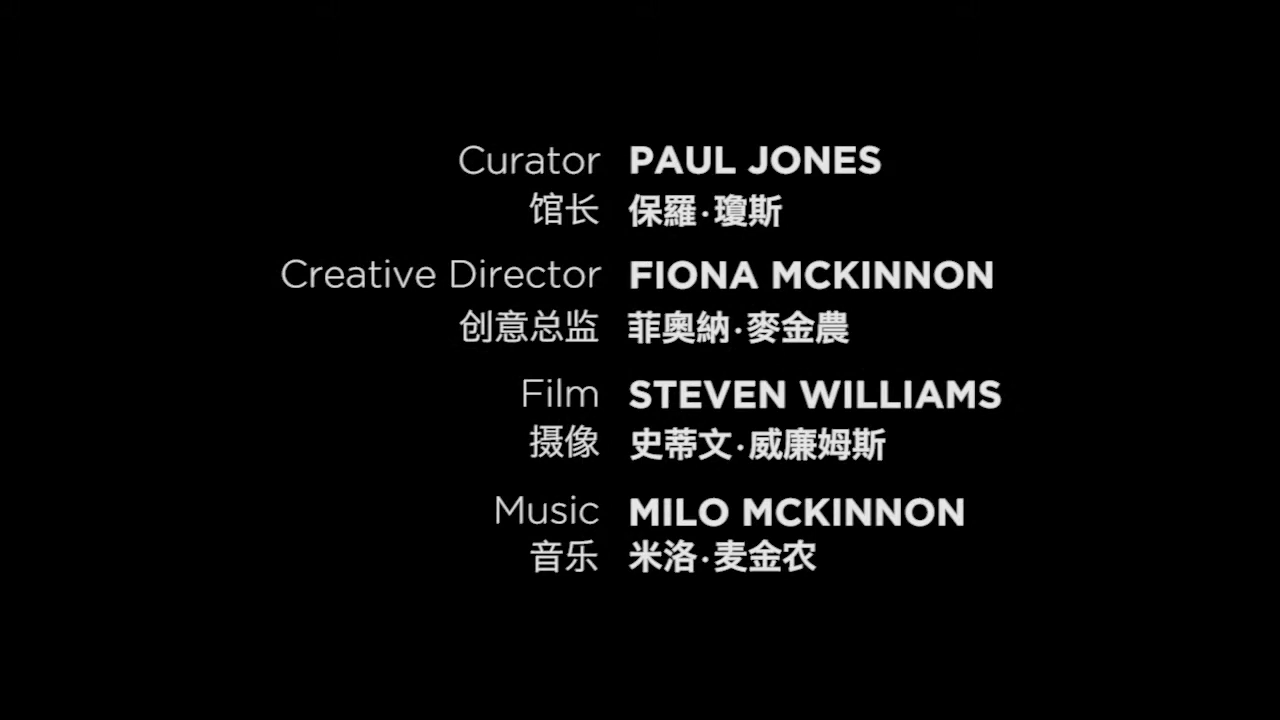 Curator PAUL JONES
馆长 保羅·瓊斯
Creative Director FIONA MCKINNON
创意总监 菲奧納·麥金農
Film STEVEN WILLIAMS
摄像 史蒂文·威廉姆斯
Music MILO MCKINNON
音乐 米洛·麦金农